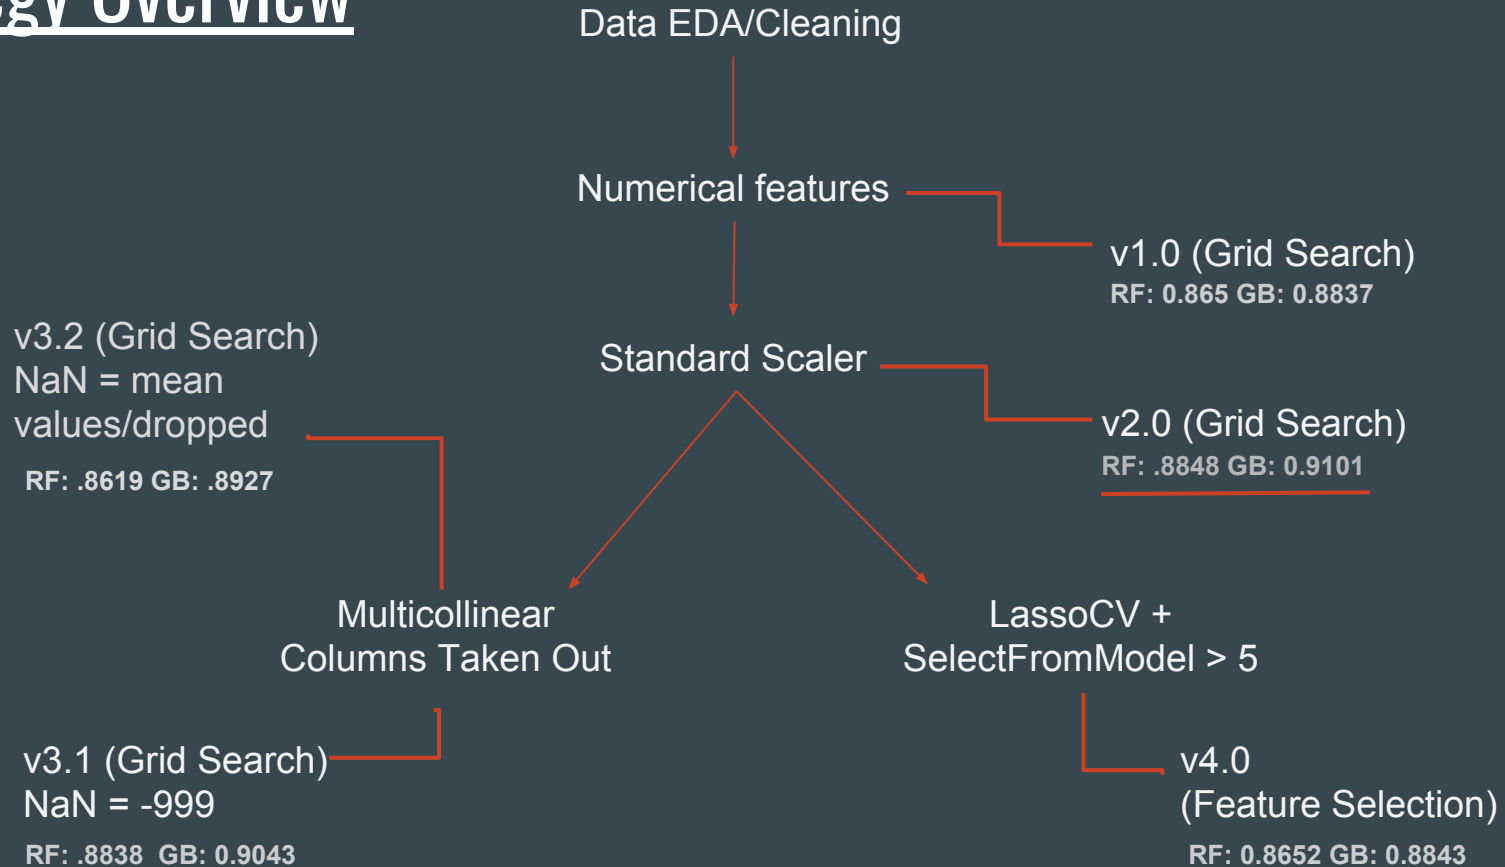 Overview
Data EDA/Cleaning
Numerical features
v1.0 (Grid Search)
RF: 0.865 GB: 0.8837
Standard Scaler
v2.0 (Grid Search)
RF: .8848 GB: 0.9101
v3.2 (Grid Search)
NaN = mean
values/dropped
RF: .8619 GB: .8927
Multicollinear
Columns Taken Out
v3.1 (Grid Search)
NaN = -999
RF: .8838 GB: 0.9043
LassoCV +
SelectFromModel > 5
v4.0
(Feature Selection)
RF: 0.8652 GB: 0.8843